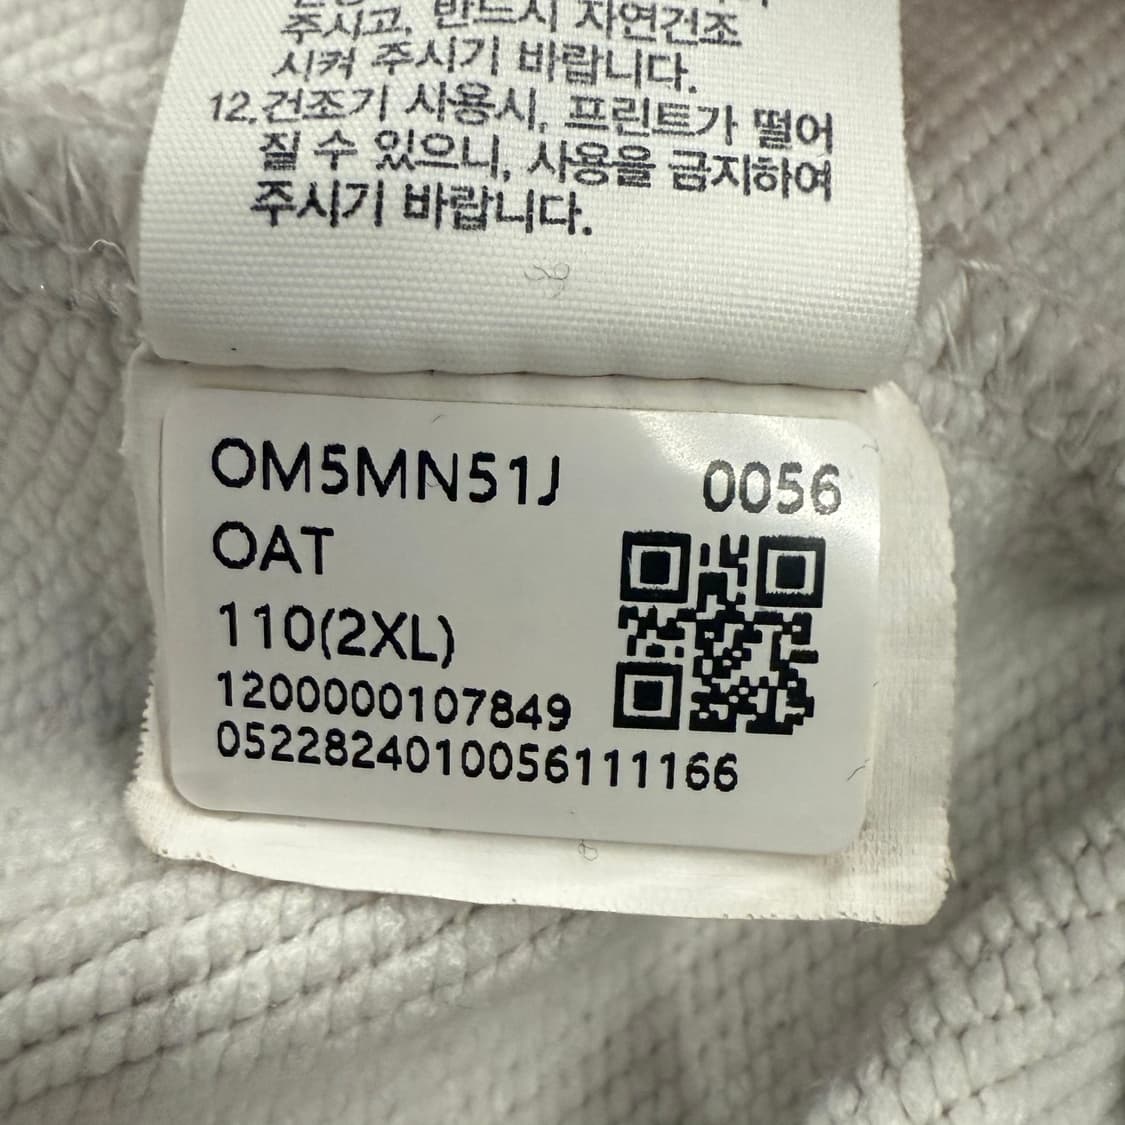 주시고, 반드시 자연건조
시켜 주시기 바랍니다.
12.건조기 사용시, 프린트가 떨어
질 수 있으니, 사용을 금지하여
주시기 바랍니다.
OM5MN51J 0056
OAT
110(2XL)
1200000107849
05228240100561111166